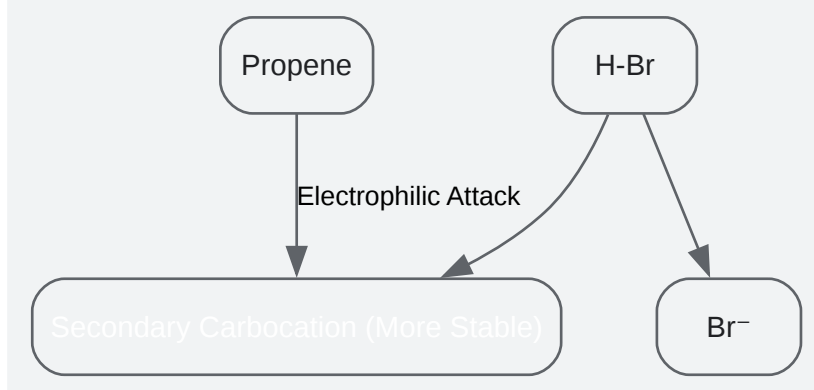 Propene
H-Br
Electrophilic Attack
Secondary Carbocation (More Stable)
Br⁻